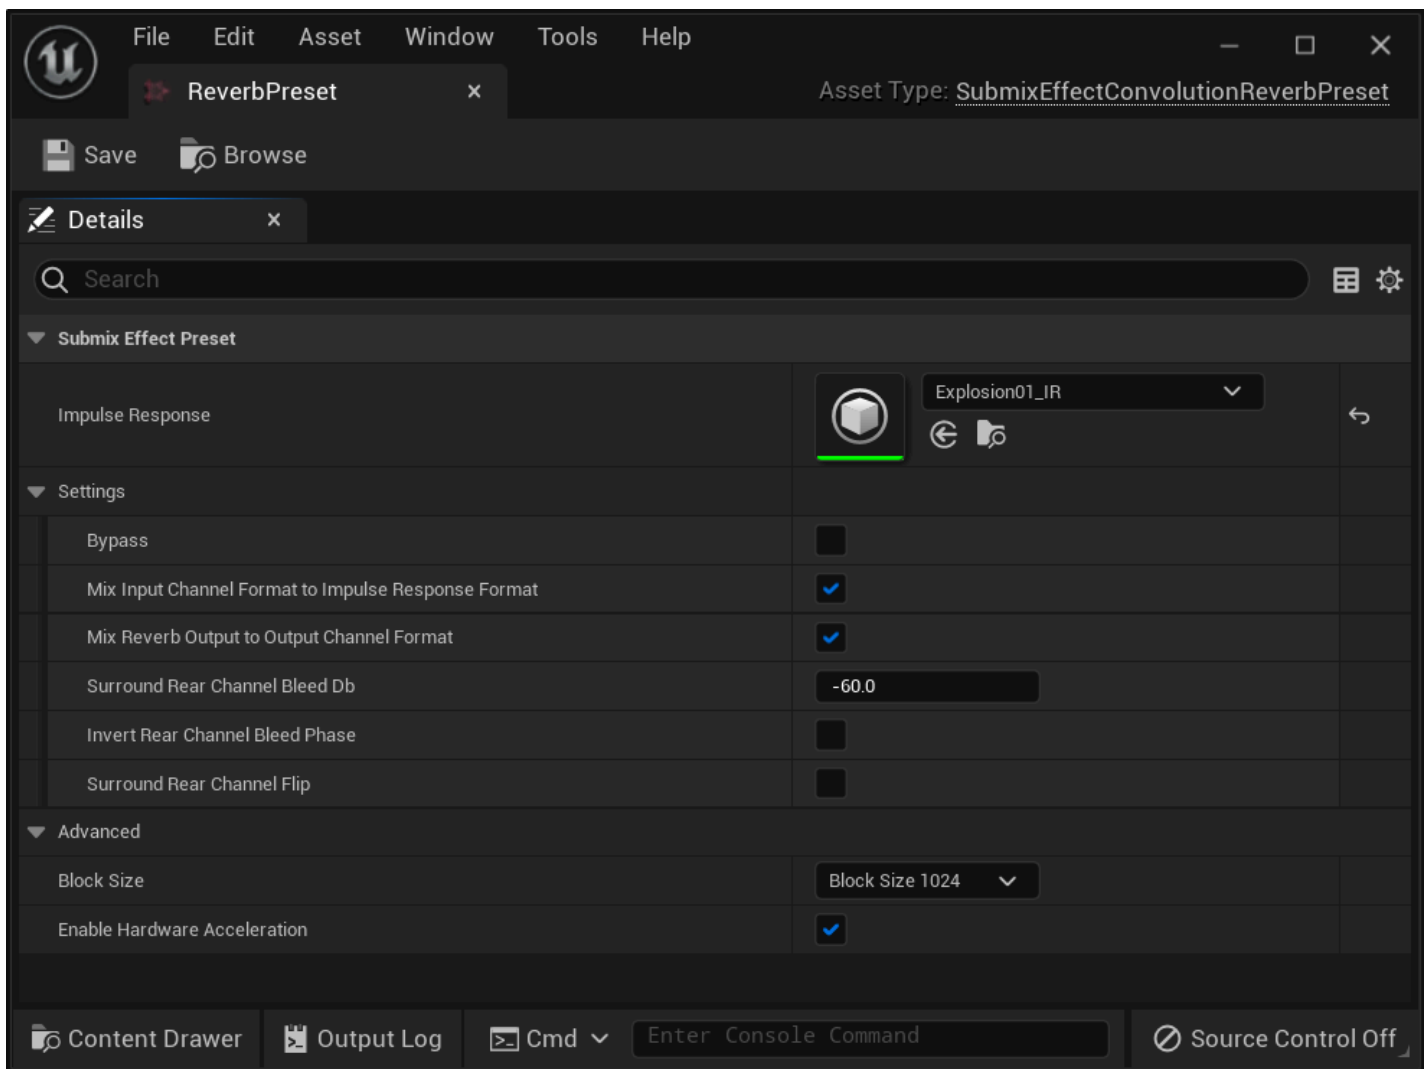 File Edit Asset Window Tools Help
ReverbPreset
Asset Type: SubmixEffectConvolutionReverbPreset
Save Browse
Details
Search
Submix Effect Preset
Impulse Response
Explosion01_IR
Settings
Bypass
Mix Input Channel Format to Impulse Response Format
Mix Reverb Output to Output Channel Format
Surround Rear Channel Bleed Db -60.0
Invert Rear Channel Bleed Phase
Surround Rear Channel Flip
Advanced
Block Size Block Size 1024
Enable Hardware Acceleration
Content Drawer Output Log Cmd Enter Console Command Source Control Off